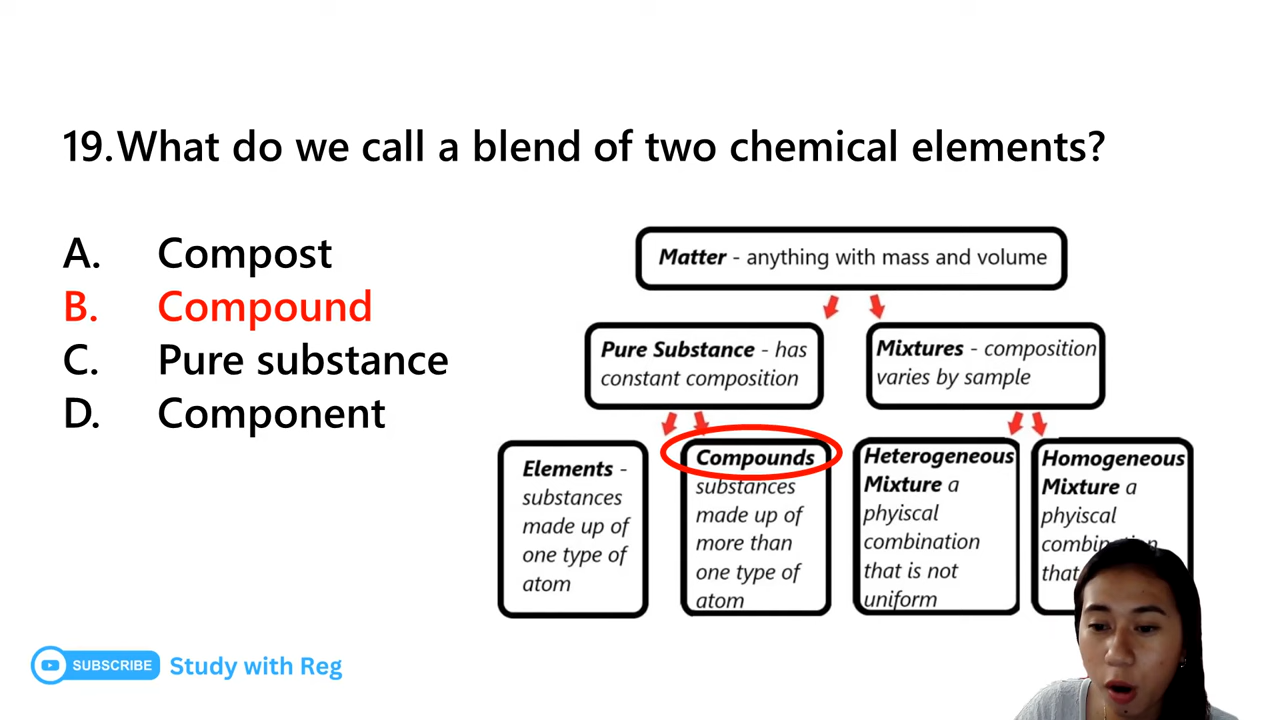 19. What do we call a blend of two chemical elements?
A. Compost
B. Compound
C. Pure substance
D. Component
Matter - anything with mass and volume
Pure Substance - has
constant composition
Mixtures - composition
varies by sample
Elements -
substances
made up of
one type of
atom
Compounds
substances
made up of
more than
one type of
atom
Heterogeneous
Mixture a
phyiscal
combination
that is not
uniform
Homogeneous
Mixture a
phyiscal
that
SUBSCRIBE
Study with Reg